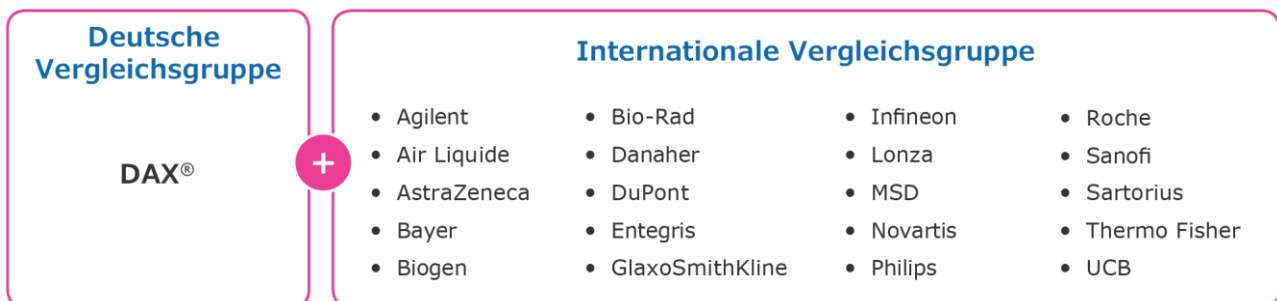 Deutsche
Vergleichsgruppe
DAX®
+
Internationale Vergleichsgruppe
• Agilent
• Air Liquide
• AstraZeneca
• Bayer
• Biogen
• Bio-Rad
• Danaher
• DuPont
• Entegris
• GlaxoSmithKline
• Infineon
• Lonza
• MSD
• Novartis
• Philips
• Roche
• Sanofi
• Sartorius
• Thermo Fisher
• UCB